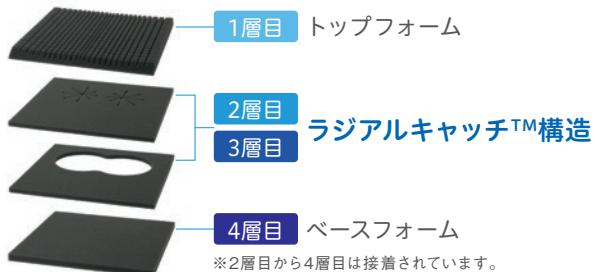 1層目 トップフォーム
2層目
3層目
ラジアルキャッチ™構造
4層目 ベースフォーム
※2層目から4層目は接着されています。